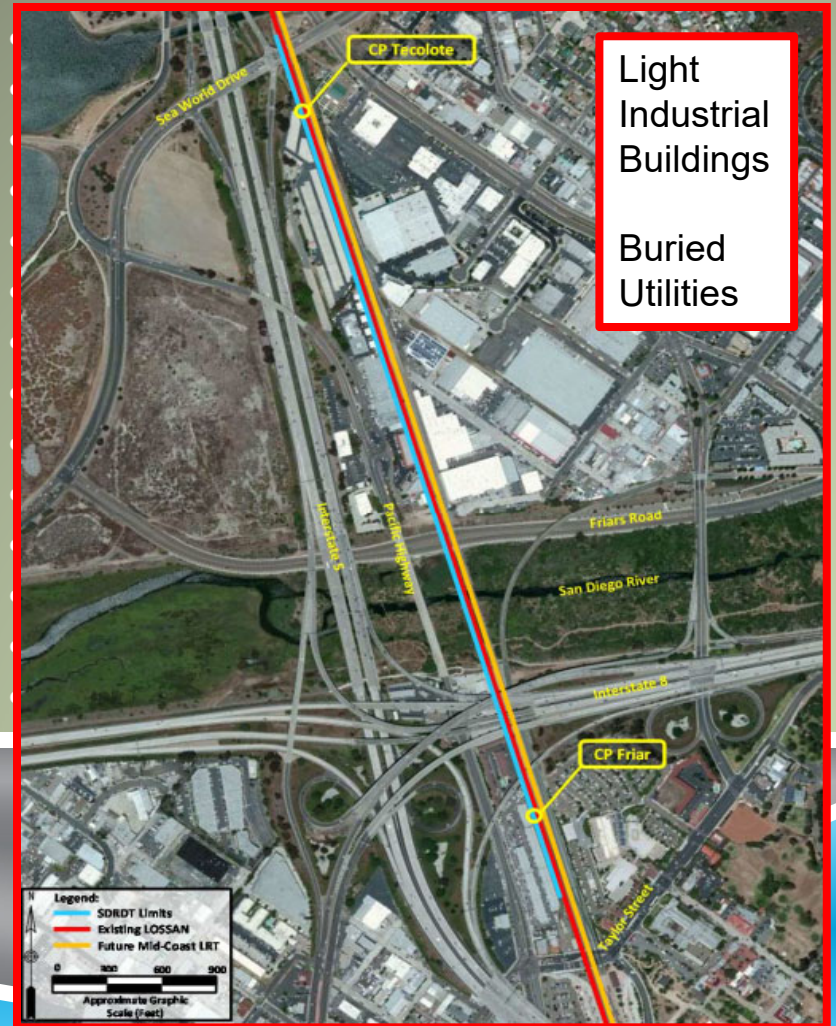 CP Tecolote
Sea World Drive
Light
Industrial
Buildings
Buried
Utilities
Interstate 5
Pacific Highway
Friars Road
San Diego River
Interstate 8
CP Friar
Taylor Street
N
Legend:
SDRDT Limits
Existing LOSSAN
Future Mid-Coast LRT
0 300 600 900
Approximate Graphic
Scale (Feet)